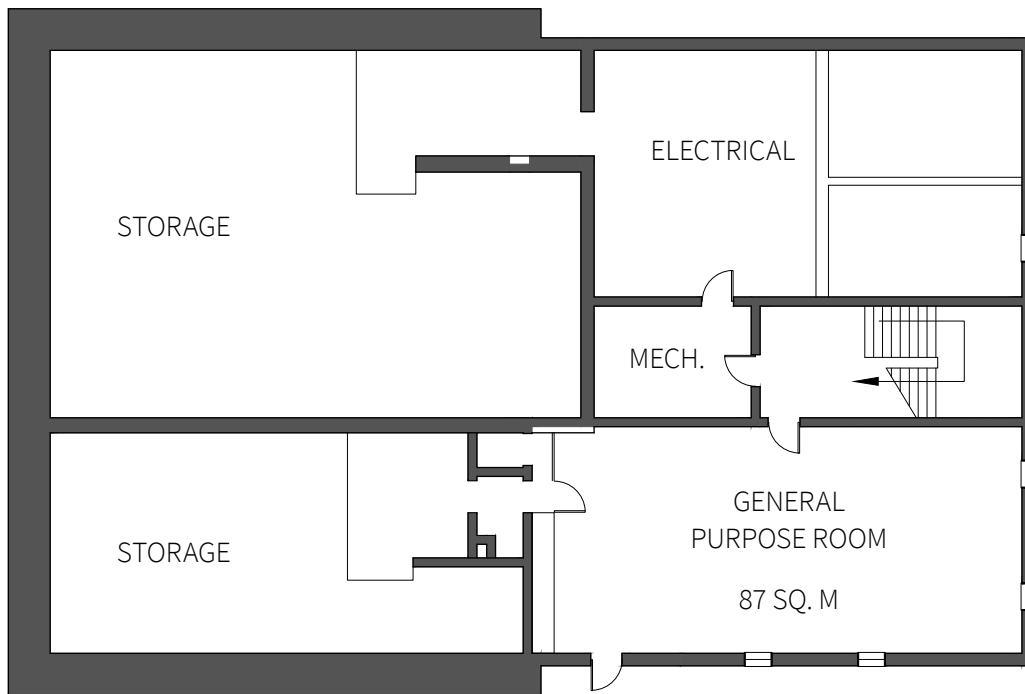 ELECTRICAL
STORAGE
MECH.
GENERAL
PURPOSE ROOM
87 SQ. M
STORAGE